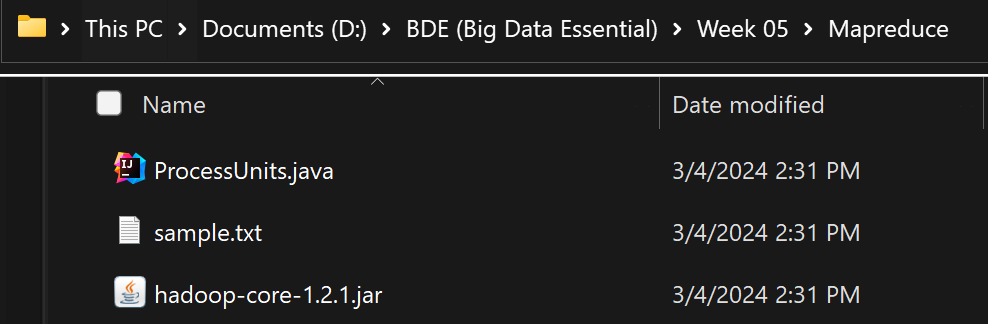 This PC > Documents (D:) > BDE (Big Data Essential) > Week 05 > Mapreduce
Name Date modified
ProcessUnits.java 3/4/2024 2:31 PM
sample.txt 3/4/2024 2:31 PM
hadoop-core-1.2.1.jar 3/4/2024 2:31 PM